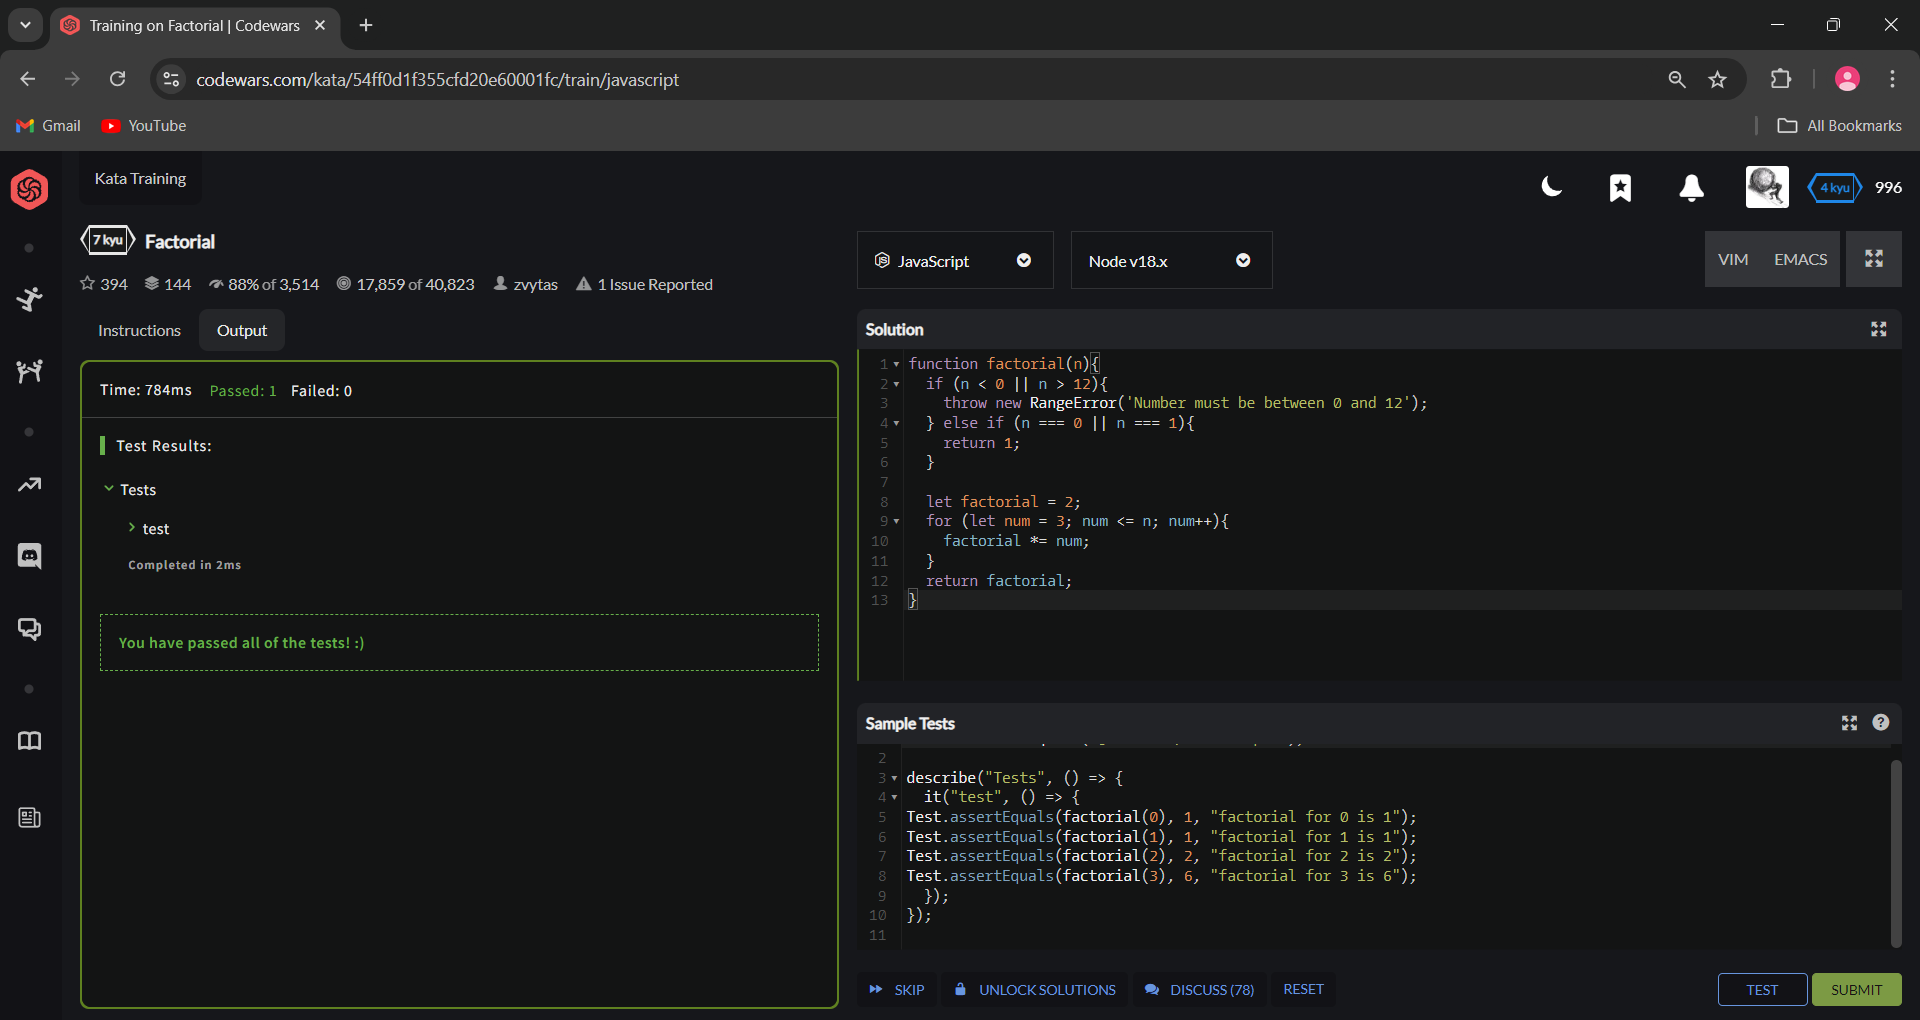 Training on Factorial | Codewars
codewars.com/kata/54ff0d1f355cfd20e60001fc/train/javascript
Gmail YouTube All Bookmarks
Kata Training
4 kyu 996
7 kyu Factorial
394 144 88% of 3,514 17,859 of 40,823 zvytas 1 Issue Reported
JavaScript Node v18.x VIM EMACS
Instructions Output
Time: 784ms Passed: 1 Failed: 0
Test Results:
Tests
test
Completed in 2ms
You have passed all of the tests! :)
Solution
1 function factorial(n){
2 if (n < 0 || n > 12){
3 throw new RangeError('Number must be between 0 and 12');
4 } else if (n === 0 || n === 1){
5 return 1;
6 }
7
8 let factorial = 2;
9 for (let num = 3; num <= n; num++){
10 factorial *= num;
11 }
12 return factorial;
13 }
Sample Tests
2
3 describe("Tests", () => {
4 it("test", () => {
5 Test.assertEquals(factorial(0), 1, "factorial for 0 is 1");
6 Test.assertEquals(factorial(1), 1, "factorial for 1 is 1");
7 Test.assertEquals(factorial(2), 2, "factorial for 2 is 2");
8 Test.assertEquals(factorial(3), 6, "factorial for 3 is 6");
9 });
10 });
11
SKIP UNLOCK SOLUTIONS DISCUSS (78) RESET TEST SUBMIT